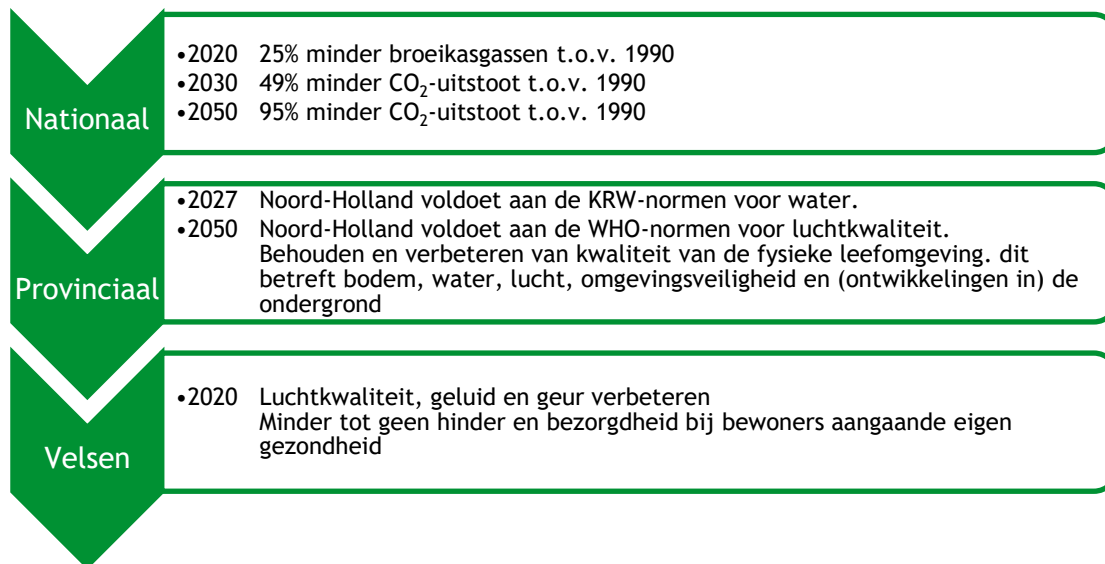 Nationaal
•2020 25% minder broeikasgassen t.o.v. 1990
•2030 49% minder CO₂-uitstoot t.o.v. 1990
•2050 95% minder CO₂-uitstoot t.o.v. 1990
Provinciaal
•2027 Noord-Holland voldoet aan de KRW-normen voor water.
•2050 Noord-Holland voldoet aan de WHO-normen voor luchtkwaliteit.
Behouden en verbeteren van kwaliteit van de fysieke leefomgeving. dit
betreft bodem, water, lucht, omgevingsveiligheid en (ontwikkelingen in) de
ondergrond
Velsen
•2020 Luchtkwaliteit, geluid en geur verbeteren
Minder tot geen hinder en bezorgdheid bij bewoners aangaande eigen
gezondheid